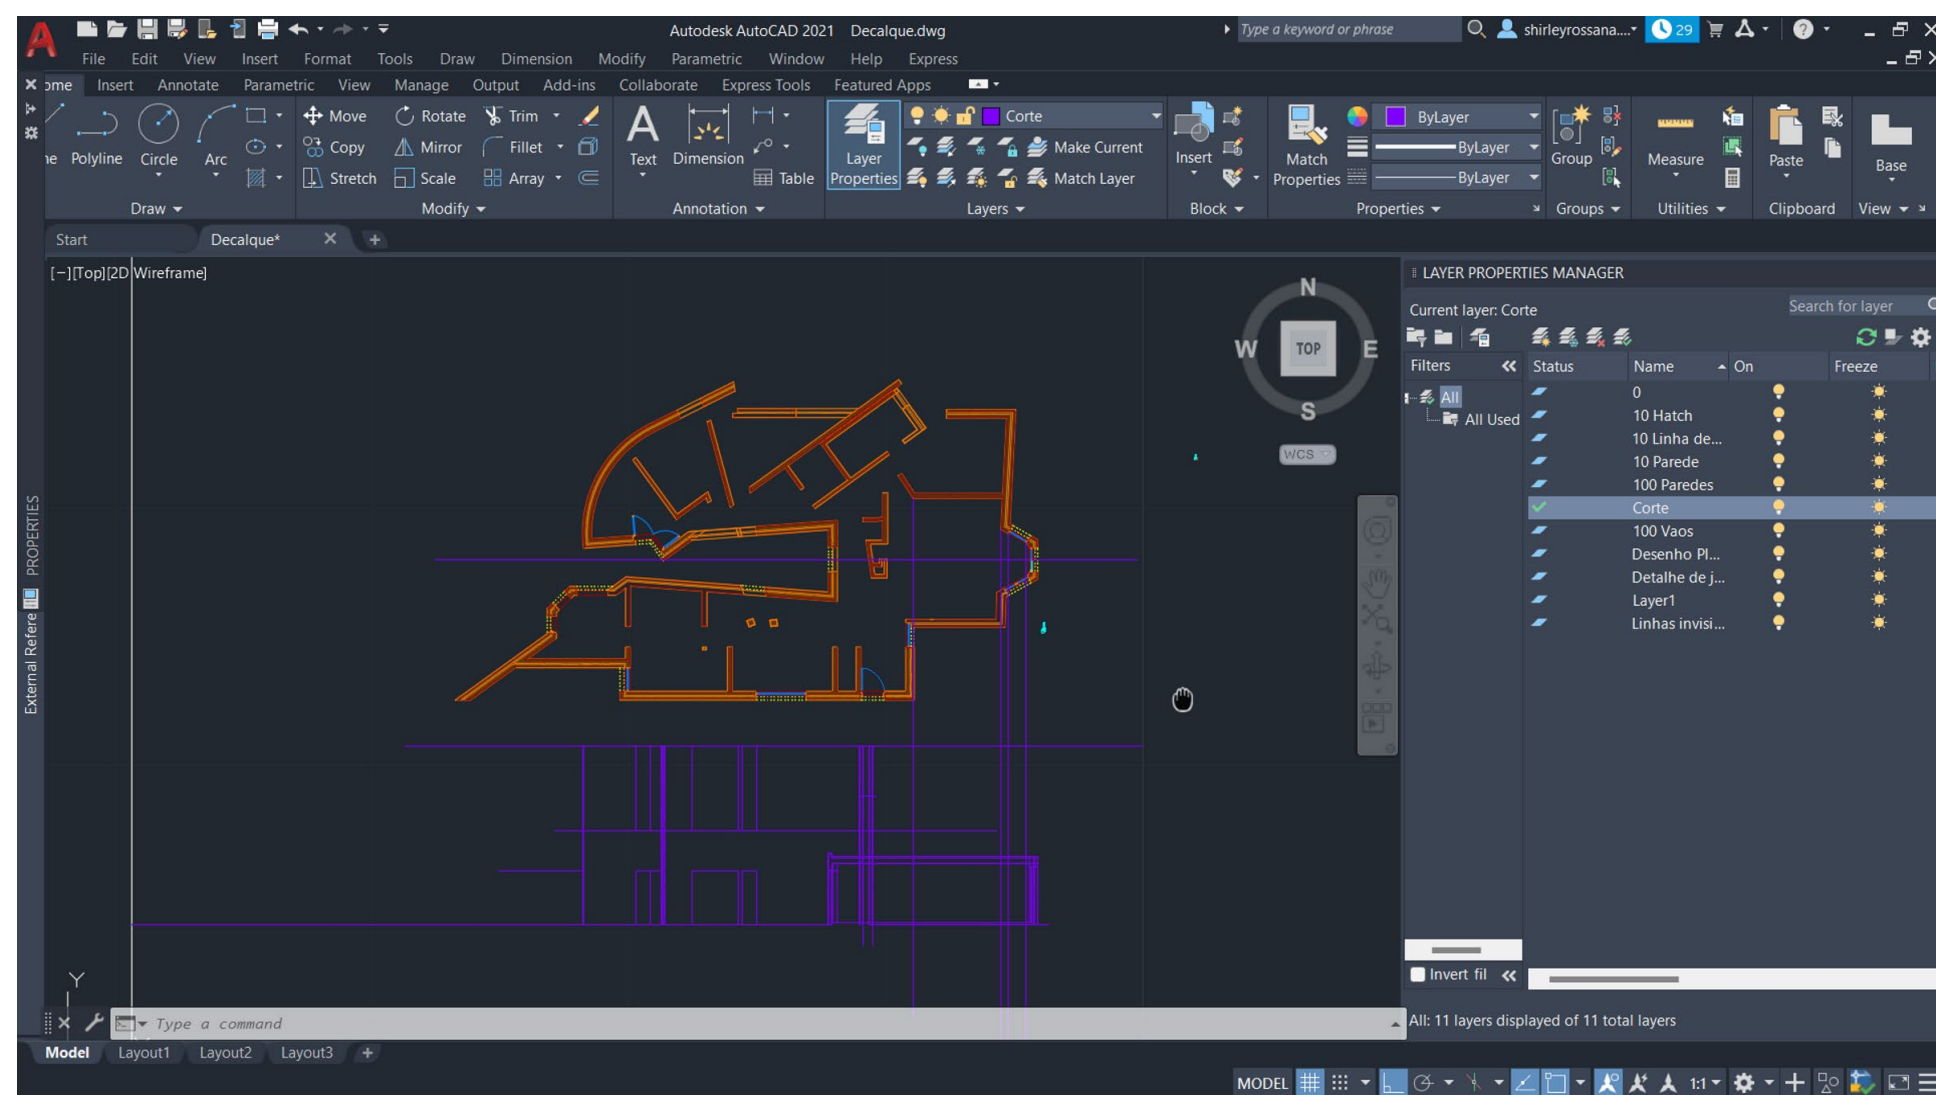 Autodesk AutoCAD 2021 Decalque.dwg
Type a keyword or phrase
shirleyrossana....
29
File Edit View Insert Format Tools Draw Dimension Modify Parametric Window Help Express
ome Insert Annotate Parametric View Manage Output Add-ins Collaborate Express Tools Featured Apps
Move Rotate Trim
Corte
ByLayer
ne Polyline Circle Arc
Copy Mirror Fillet
Text Dimension
Layer Properties
Make Current
Insert
Match Properties
ByLayer
Group
Measure
Paste
Base
Stretch Scale Array
Table
Match Layer
ByLayer
Draw Modify Annotation Layers Block Properties Groups Utilities Clipboard View
Start Decalque*
[−][Top][2D Wireframe]
N
W TOP E
S
WCS
PROPERTIES
External Refere
LAYER PROPERTIES MANAGER
Current layer: Corte
Search for layer
Filters
Status Name On Freeze
All
All Used
0
10 Hatch
10 Linha de...
10 Parede
100 Paredes
Corte
100 Vaos
Desenho Pl...
Detalhe de j...
Layer1
Linhas invisi...
Invert fil
All: 11 layers displayed of 11 total layers
Y
Type a command
Model Layout1 Layout2 Layout3
MODEL
1:1